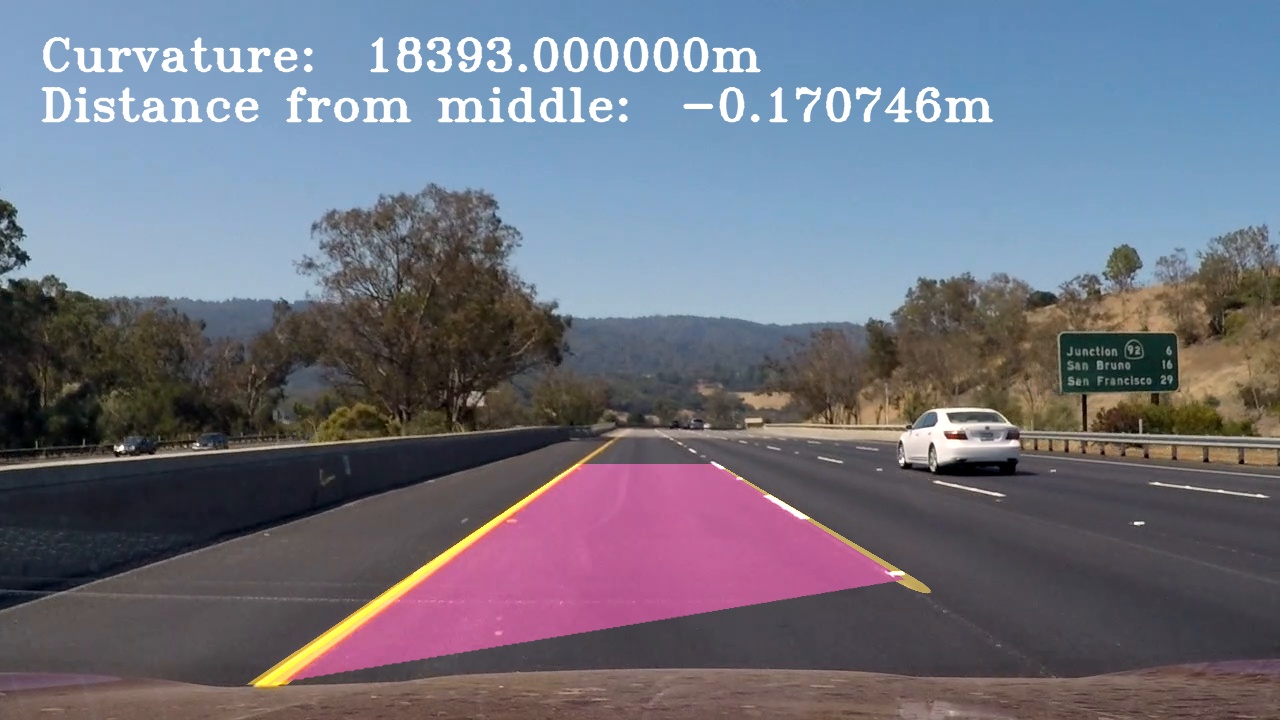 Curvature: 18393.000000m
Distance from middle: -0.170746m
Junction 92 6
San Bruno 16
San Francisco 29